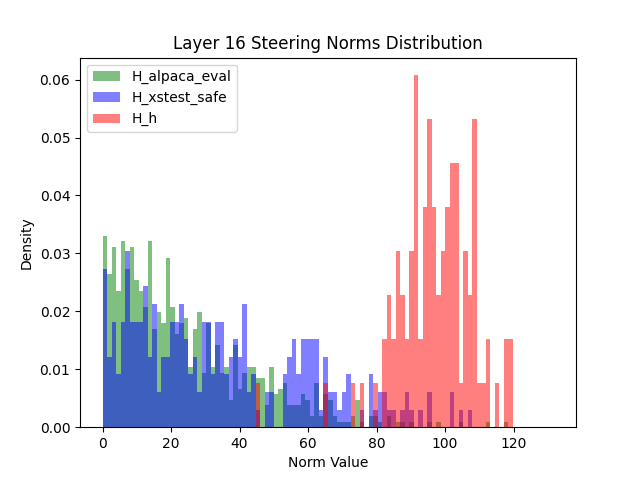 Layer 16 Steering Norms Distribution
H_alpaca_eval
H_xstest_safe
H_h
Density
0.06
0.05
0.04
0.03
0.02
0.01
0.00
0 20 40 60 80 100 120
Norm Value